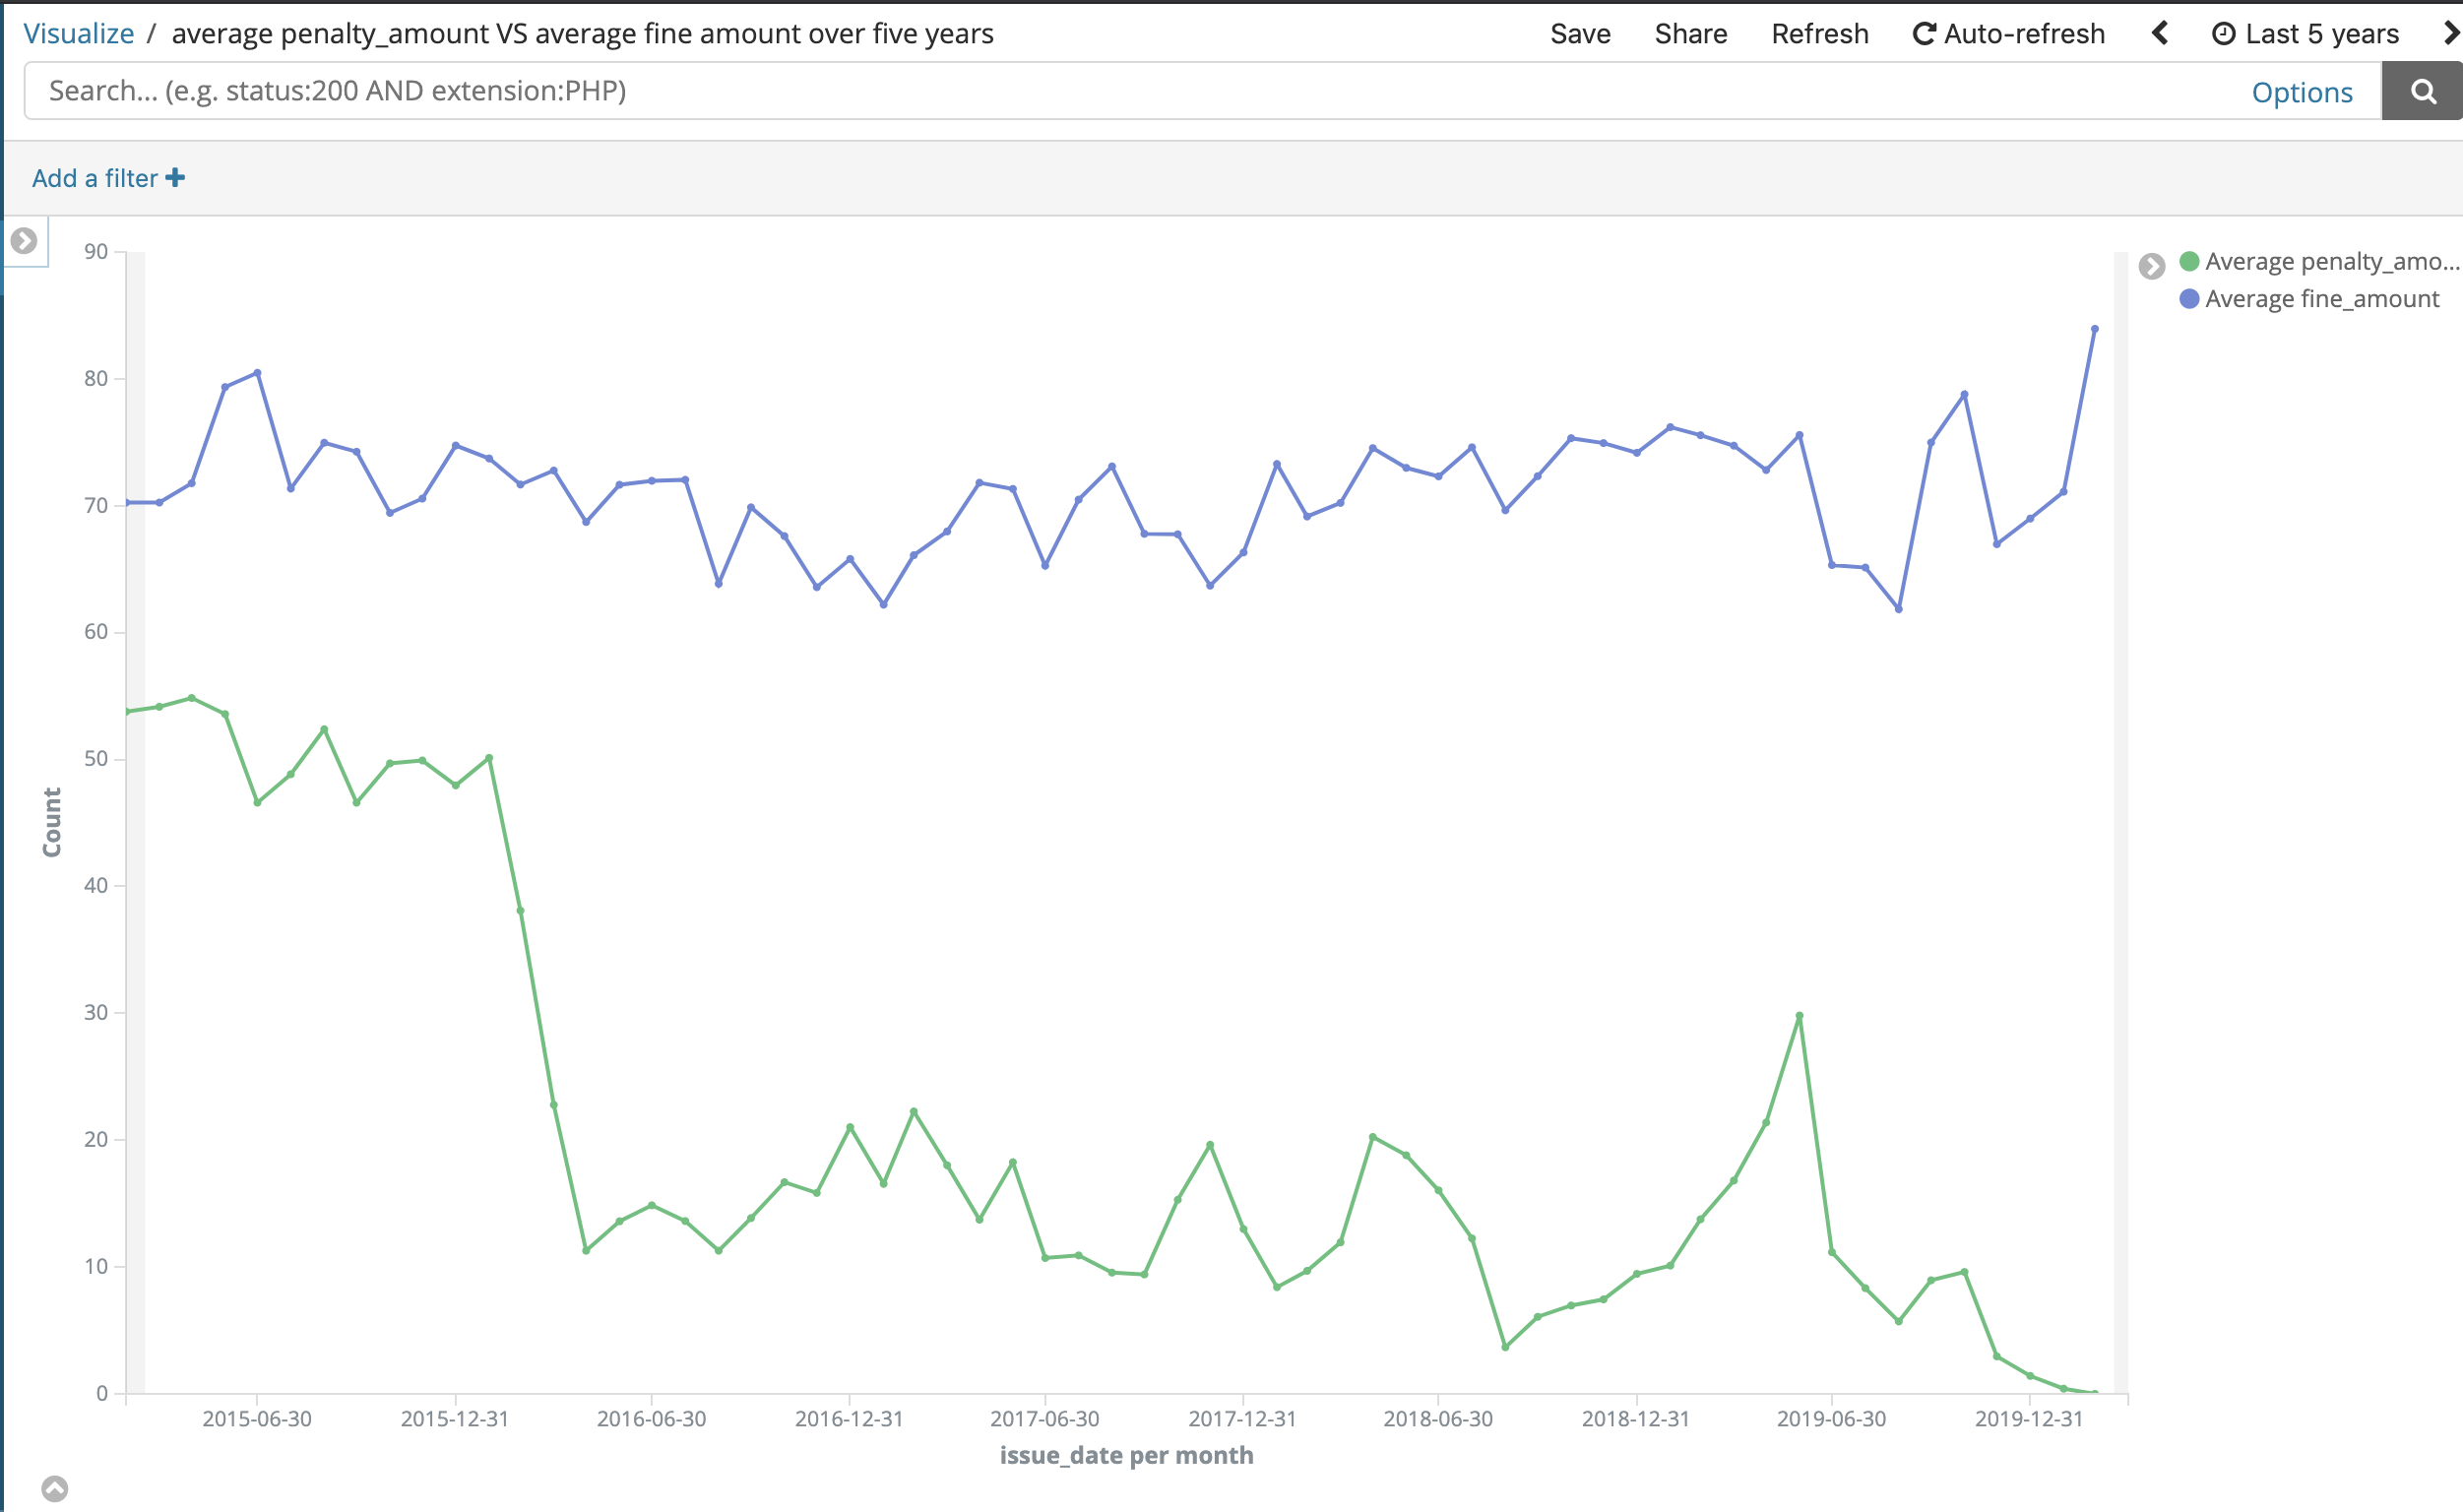 Visualize / average penalty_amount VS average fine amount over five years
Save Share Refresh Auto-refresh Last 5 years
Search... (e.g. status:200 AND extension:PHP)
Options
Add a filter
Average penalty_amo...
Average fine_amount
90
80
70
60
50
40
30
20
10
0
Count
2015-06-30 2015-12-31 2016-06-30 2016-12-31 2017-06-30 2017-12-31 2018-06-30 2018-12-31 2019-06-30 2019-12-31
issue_date per month